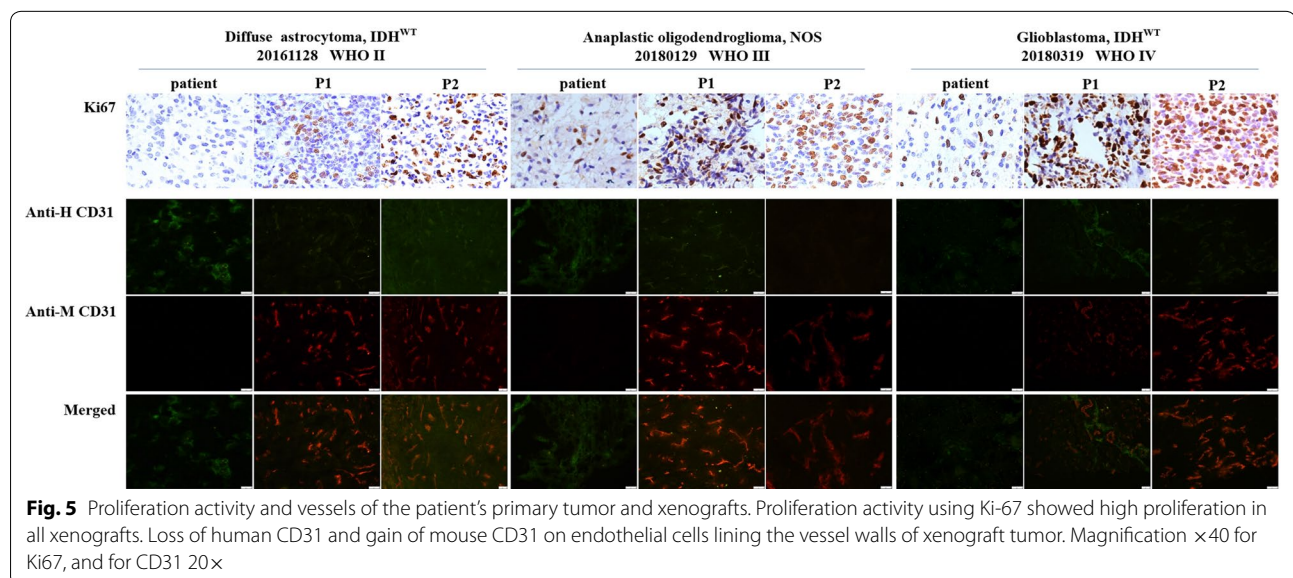 Diffuse astrocytoma, IDHᵂᵀ
20161128 WHO II
Anaplastic oligodendroglioma, NOS
20180129 WHO III
Glioblastoma, IDHᵂᵀ
20180319 WHO IV
patient P1 P2 patient P1 P2 patient P1 P2
Ki67
Anti-H CD31
Anti-M CD31
Merged
Fig. 5 Proliferation activity and vessels of the patient’s primary tumor and xenografts. Proliferation activity using Ki-67 showed high proliferation in
all xenografts. Loss of human CD31 and gain of mouse CD31 on endothelial cells lining the vessel walls of xenograft tumor. Magnification ×40 for
Ki67, and for CD31 20×